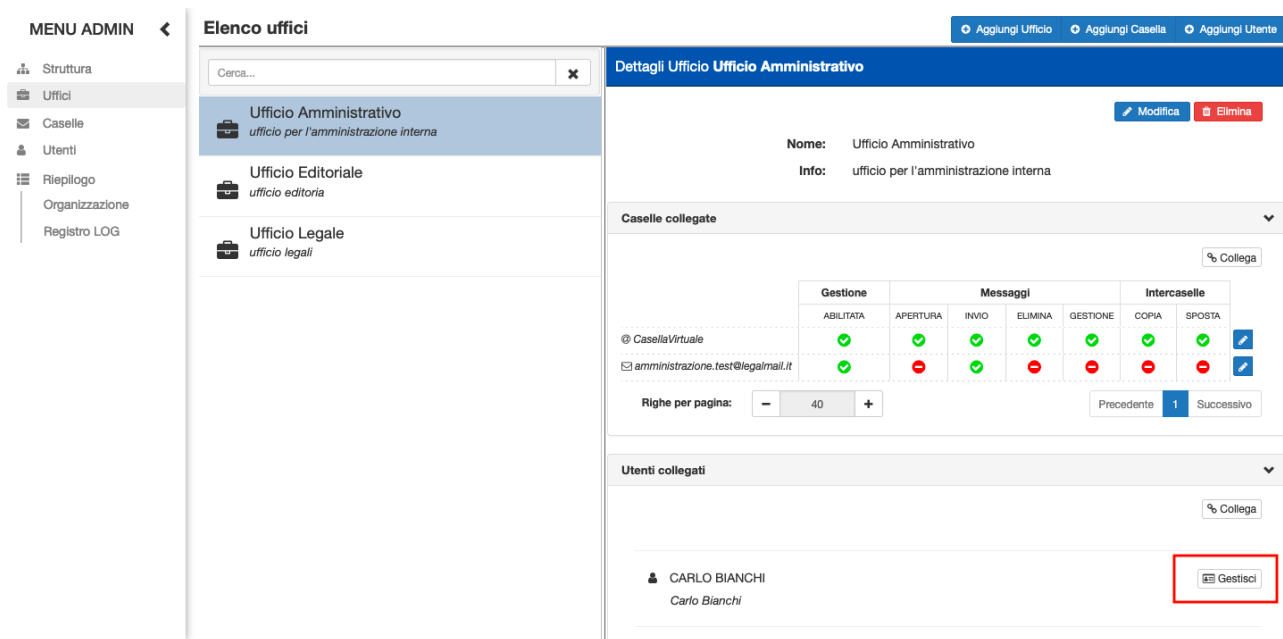 MENU ADMIN
Struttura
Uffici
Caselle
Utenti
Riepilogo
Organizzazione
Registro LOG
Elenco uffici
Aggiungi Ufficio
Aggiungi Casella
Aggiungi Utente
Cerca...
Ufficio Amministrativo
ufficio per l'amministrazione interna
Ufficio Editoriale
ufficio editoria
Ufficio Legale
ufficio legali
Dettagli Ufficio Ufficio Amministrativo
Modifica
Elimina
Nome: Ufficio Amministrativo
Info: ufficio per l'amministrazione interna
Caselle collegate
Collega
Gestione Messaggi Intercaselle
ABILITATA APERTURA INVIO ELIMINA GESTIONE COPIA SPOSTA
@ CasellaVirtuale
amministrazione.test@legalmail.it
Righe per pagina: − 40 +
Precedente 1 Successivo
Utenti collegati
Collega
CARLO BIANCHI
Gestisci
Carlo Bianchi